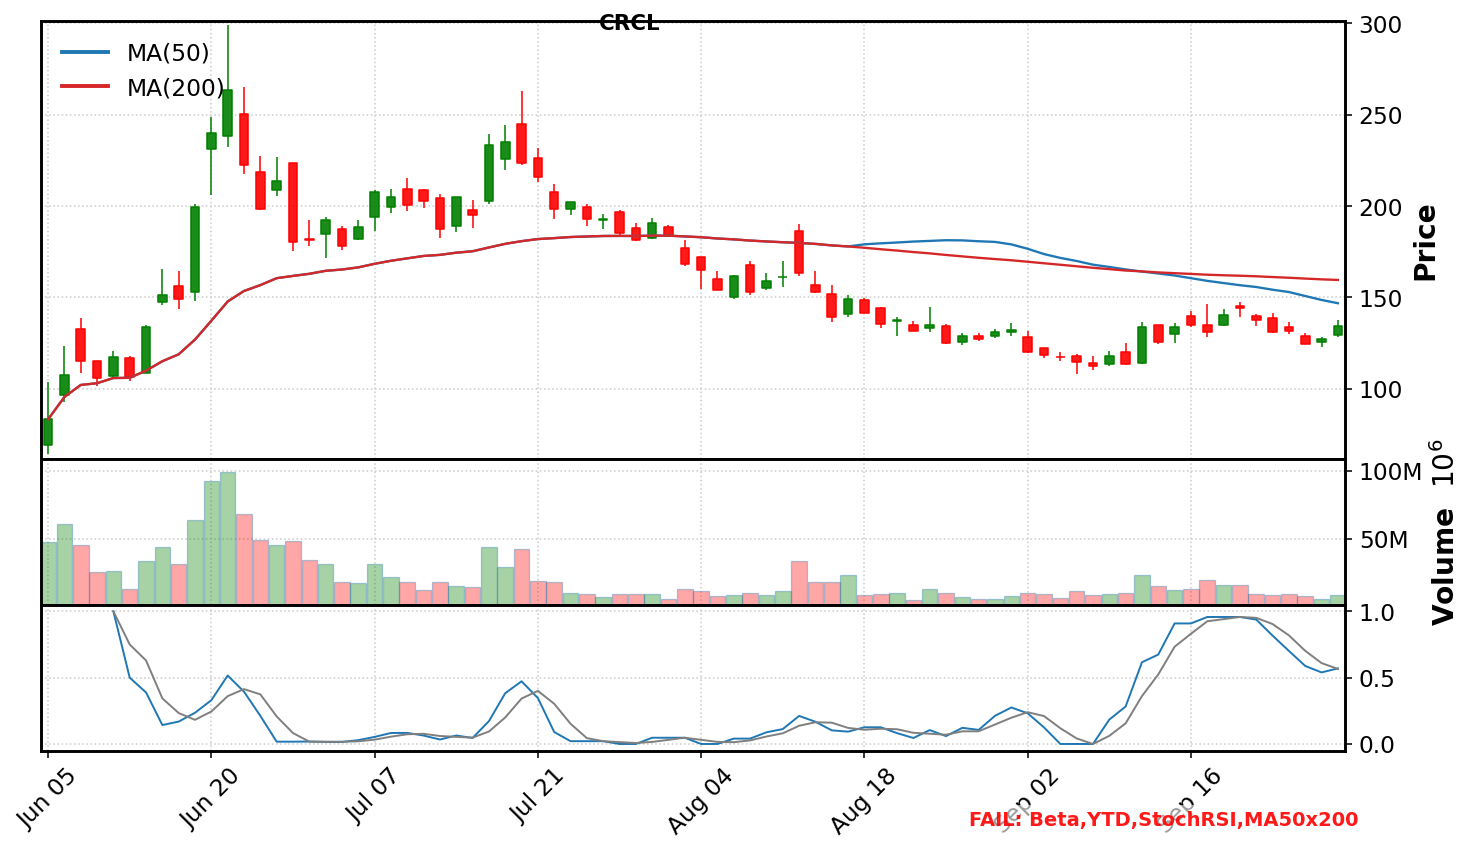 CRCL
MA(50)
MA(200)
300
250
200
150
100
Price
100M
50M
Volume 10^6
1.0
0.5
0.0
Jun 05
Jun 20
Jul 07
Jul 21
Aug 04
Aug 18
Sep 02
Sep 16
FAIL: Beta,YTD,StochRSI,MA50x200